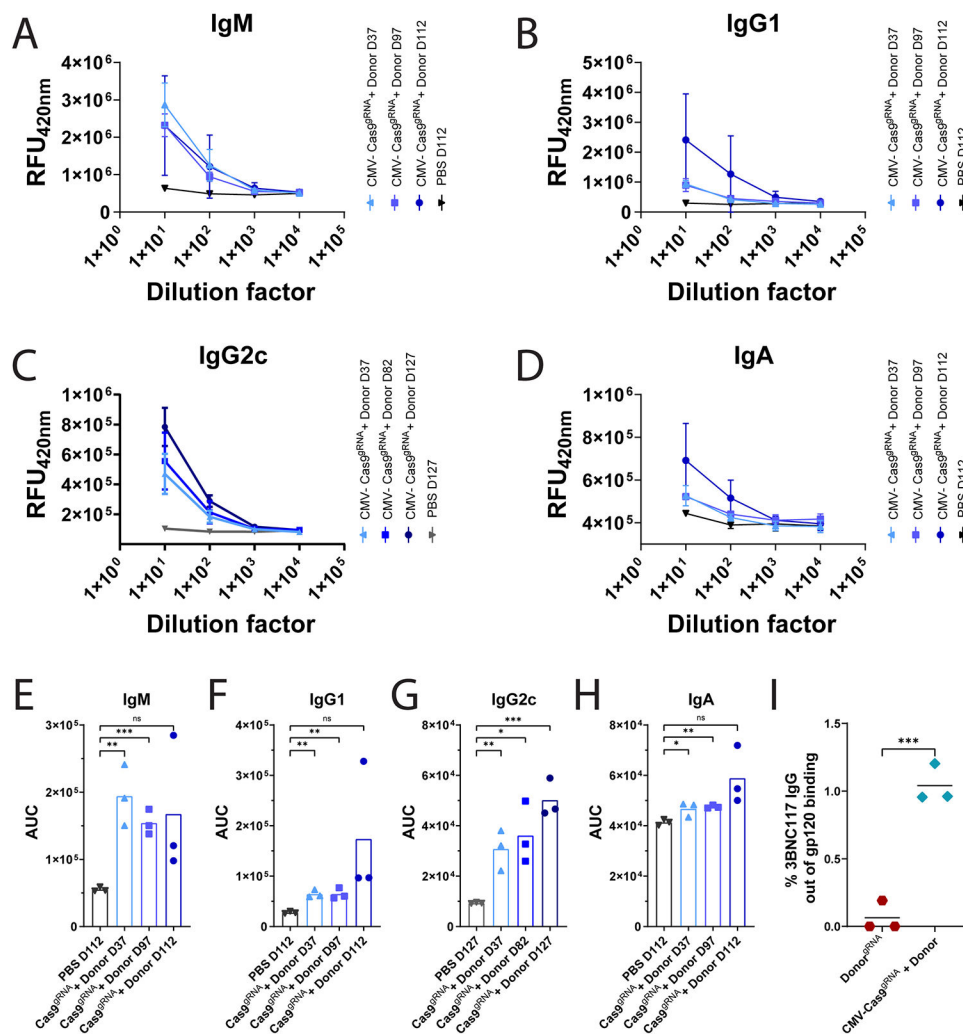 A
IgM
RFU420nm
4×10⁶
3×10⁶
2×10⁶
1×10⁶
0
1×10⁰
1×10¹
1×10²
1×10³
1×10⁴
1×10⁵
Dilution factor
CMV- Cas9gRNA+ Donor D37
CMV- Cas9gRNA+ Donor D97
CMV- Cas9gRNA+ Donor D112
PBS D112
B
IgG1
RFU420nm
5×10⁶
4×10⁶
3×10⁶
2×10⁶
1×10⁶
0
1×10⁰
1×10¹
1×10²
1×10³
1×10⁴
1×10⁵
Dilution factor
CMV- Cas9gRNA+ Donor D37
CMV- Cas9gRNA+ Donor D97
CMV- Cas9gRNA+ Donor D112
PBS D112
C
IgG2c
RFU420nm
1×10⁶
8×10⁵
6×10⁵
4×10⁵
2×10⁵
1×10⁰
1×10¹
1×10²
1×10³
1×10⁴
1×10⁵
Dilution factor
CMV- Cas9gRNA+ Donor D37
CMV- Cas9gRNA+ Donor D82
CMV- Cas9gRNA+ Donor D127
PBS D127
D
IgA
RFU420nm
1×10⁶
8×10⁵
6×10⁵
4×10⁵
1×10⁰
1×10¹
1×10²
1×10³
1×10⁴
1×10⁵
Dilution factor
CMV- Cas9gRNA+ Donor D37
CMV- Cas9gRNA+ Donor D97
CMV- Cas9gRNA+ Donor D112
PBS D112
E
IgM
AUC
3×10⁵
2×10⁵
1×10⁵
0
ns
***
**
PBS D112
Cas9gRNA+ Donor D37
Cas9gRNA+ Donor D97
Cas9gRNA+ Donor D112
F
IgG1
AUC
4×10⁵
3×10⁵
2×10⁵
1×10⁵
0
ns
**
**
PBS D112
Cas9gRNA+ Donor D37
Cas9gRNA+ Donor D97
Cas9gRNA+ Donor D112
G
IgG2c
AUC
8×10⁴
6×10⁴
4×10⁴
2×10⁴
0
***
*
**
PBS D127
Cas9gRNA+ Donor D37
Cas9gRNA+ Donor D82
Cas9gRNA+ Donor D127
H
IgA
AUC
8×10⁴
6×10⁴
4×10⁴
2×10⁴
0
ns
**
*
PBS D112
Cas9gRNA+ Donor D37
Cas9gRNA+ Donor D97
Cas9gRNA+ Donor D112
I
% 3BNC117 IgG
out of gp120 binding
1.5
1.0
0.5
0.0
***
DonorgRNA
CMV-Cas9gRNA + Donor